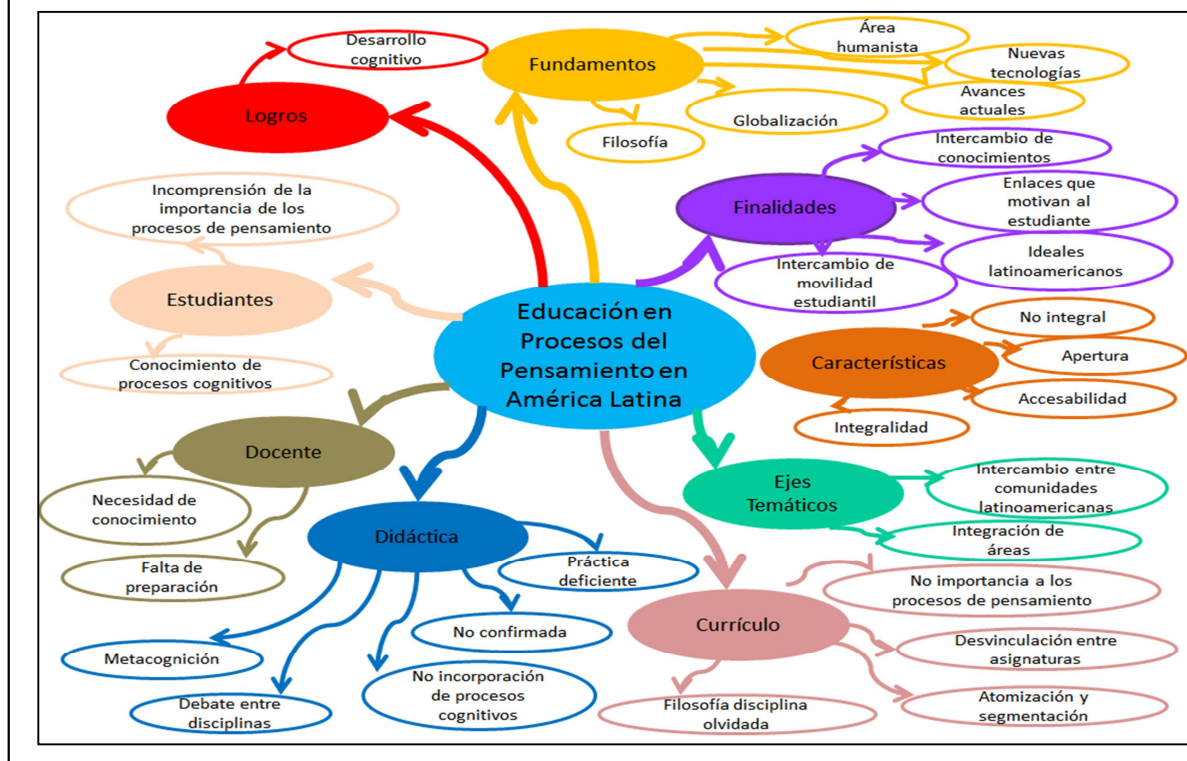 Desarrollo
cognitivo
Logros
Fundamentos
Área
humanista
Nuevas
tecnologías
Avances
actuales
Globalización
Filosofía
Intercambio de
conocimientos
Finalidades
Enlaces que
motivan al
estudiante
Ideales
latinoamericanos
Intercambio de
movilidad
estudiantil
Incomprensión de la
importancia de los
procesos de pensamiento
Estudiantes
Conocimiento de
procesos cognitivos
Educación en
Procesos del
Pensamiento en
América Latina
No integral
Características
Apertura
Accesabilidad
Integralidad
Docente
Necesidad de
conocimiento
Falta de
preparación
Didáctica
Práctica
deficiente
No confirmada
No incorporación
de procesos
cognitivos
Metacognición
Debate entre
disciplinas
Ejes
Temáticos
Intercambio entre
comunidades
latinoamericanas
Integración de
áreas
Currículo
No importancia a los
procesos de pensamiento
Desvinculación entre
asignaturas
Atomización y
segmentación
Filosofía disciplina
olvidada